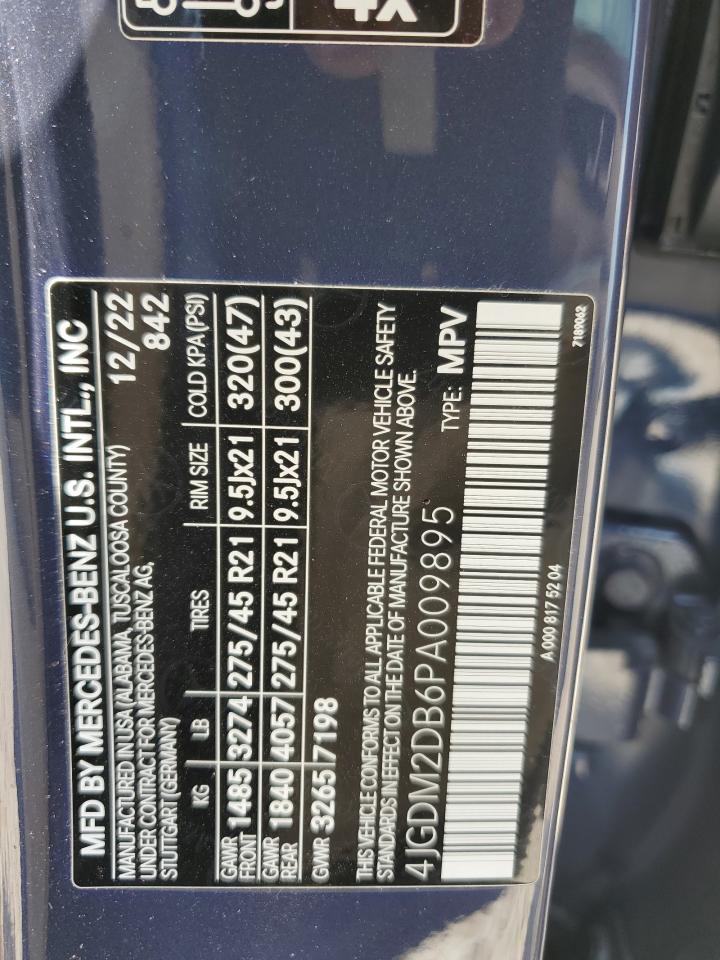 4x
MFD BY MERCEDES-BENZ U.S. INTL., INC
MANUFACTURED IN USA (ALABAMA, TUSCALOOSA COUNTY) 12/22
UNDER CONTRACT FOR MERCEDES-BENZ AG, 842
STUTTGART (GERMANY)
KG LB TIRES RIM SIZE COLD KPA (PSI)
GAWR FRONT 1485 3274 275/45 R21 9.5Jx21 320(47)
GAWR REAR 1840 4057 275/45 R21 9.5Jx21 300(43)
GVWR 3265 7198
THIS VEHICLE CONFORMS TO ALL APPLICABLE FEDERAL MOTOR VEHICLE SAFETY
STANDARDS IN EFFECT ON THE DATE OF MANUFACTURE SHOWN ABOVE.
4JGDM2DB6PA009895 TYPE: MPV
A 000 817 52 04 7189062